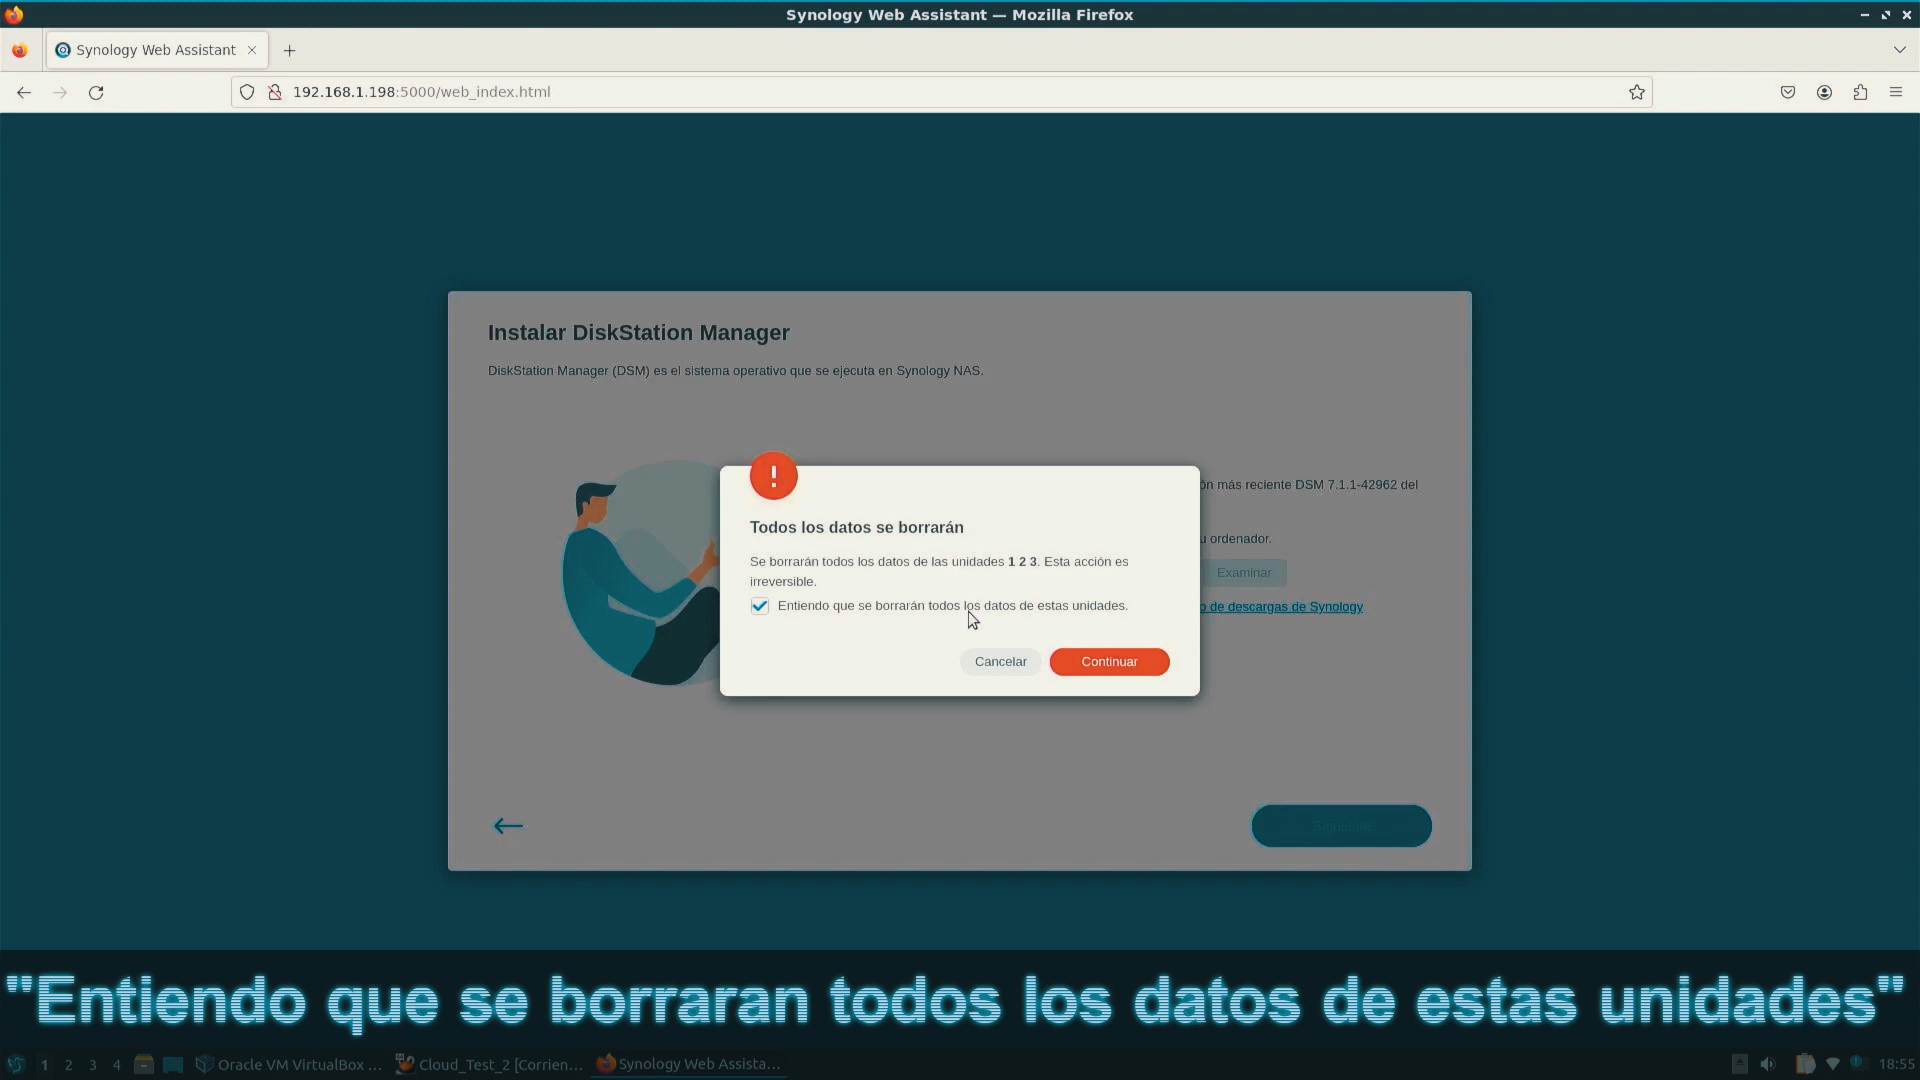 Synology Web Assistant — Mozilla Firefox
Synology Web Assistant
192.168.1.198:5000/web_index.html
Instalar DiskStation Manager
DiskStation Manager (DSM) es el sistema operativo que se ejecuta en Synology NAS.
ón más reciente DSM 7.1.1-42962 del
u ordenador.
Examinar
o de descargas de Synology
Todos los datos se borrarán
Se borrarán todos los datos de las unidades 1 2 3. Esta acción es
irreversible.
Entiendo que se borrarán todos los datos de estas unidades.
Cancelar
Continuar
Siguiente
"Entiendo que se borraran todos los datos de estas unidades"
1 2 3 4 Oracle VM VirtualBox ... Cloud_Test_2 [Corrien... Synology Web Assista... 18:55